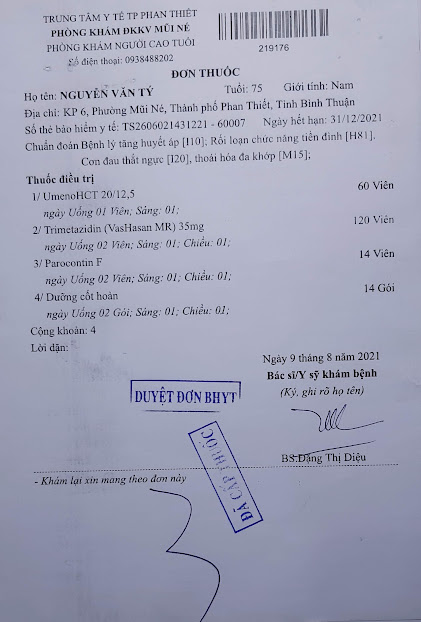 TRUNG TÂM Y TẾ TP PHAN THIẾT
PHÒNG KHÁM ĐKKV MŨI NÉ
PHÒNG KHÁM NGƯỜI CAO TUỔI
Số điện thoại: 0938488202
219176
ĐƠN THUỐC
Họ tên: NGUYỄN VĂN TÝ Tuổi: 75 Giới tính: Nam
Địa chỉ: KP 6, Phường Mũi Né, Thành phố Phan Thiết, Tỉnh Bình Thuận
Số thẻ bảo hiểm y tế: TS2606021431221 - 60007 Ngày hết hạn: 31/12/2021
Chuẩn đoán Bệnh lý tăng huyết áp [I10]; Rối loạn chức năng tiền đình [H81],
Cơn đau thắt ngực [I20], thoái hóa đa khớp [M15];
Thuốc điều trị
1/ UmenoHCT 20/12,5 60 Viên
ngày Uống 01 Viên; Sáng: 01;
2/ Trimetazidin (VasHasan MR) 35mg 120 Viên
ngày Uống 02 Viên; Sáng: 01; Chiều: 01;
3/ Parocontin F 14 Viên
ngày Uống 02 Viên; Sáng: 01; Chiều: 01;
4/ Dưỡng cốt hoàn 14 Gói
ngày Uống 02 Gói; Sáng: 01; Chiều: 01;
Cộng khoản: 4
Lời dặn:
Ngày 9 tháng 8 năm 2021
Bác sĩ/Y sỹ khám bệnh
(Ký, ghi rõ họ tên)
DUYỆT ĐƠN BHYT
ĐÃ CẤP THUỐC
BS.Đặng Thị Diệu
- Khám lại xin mang theo đơn này